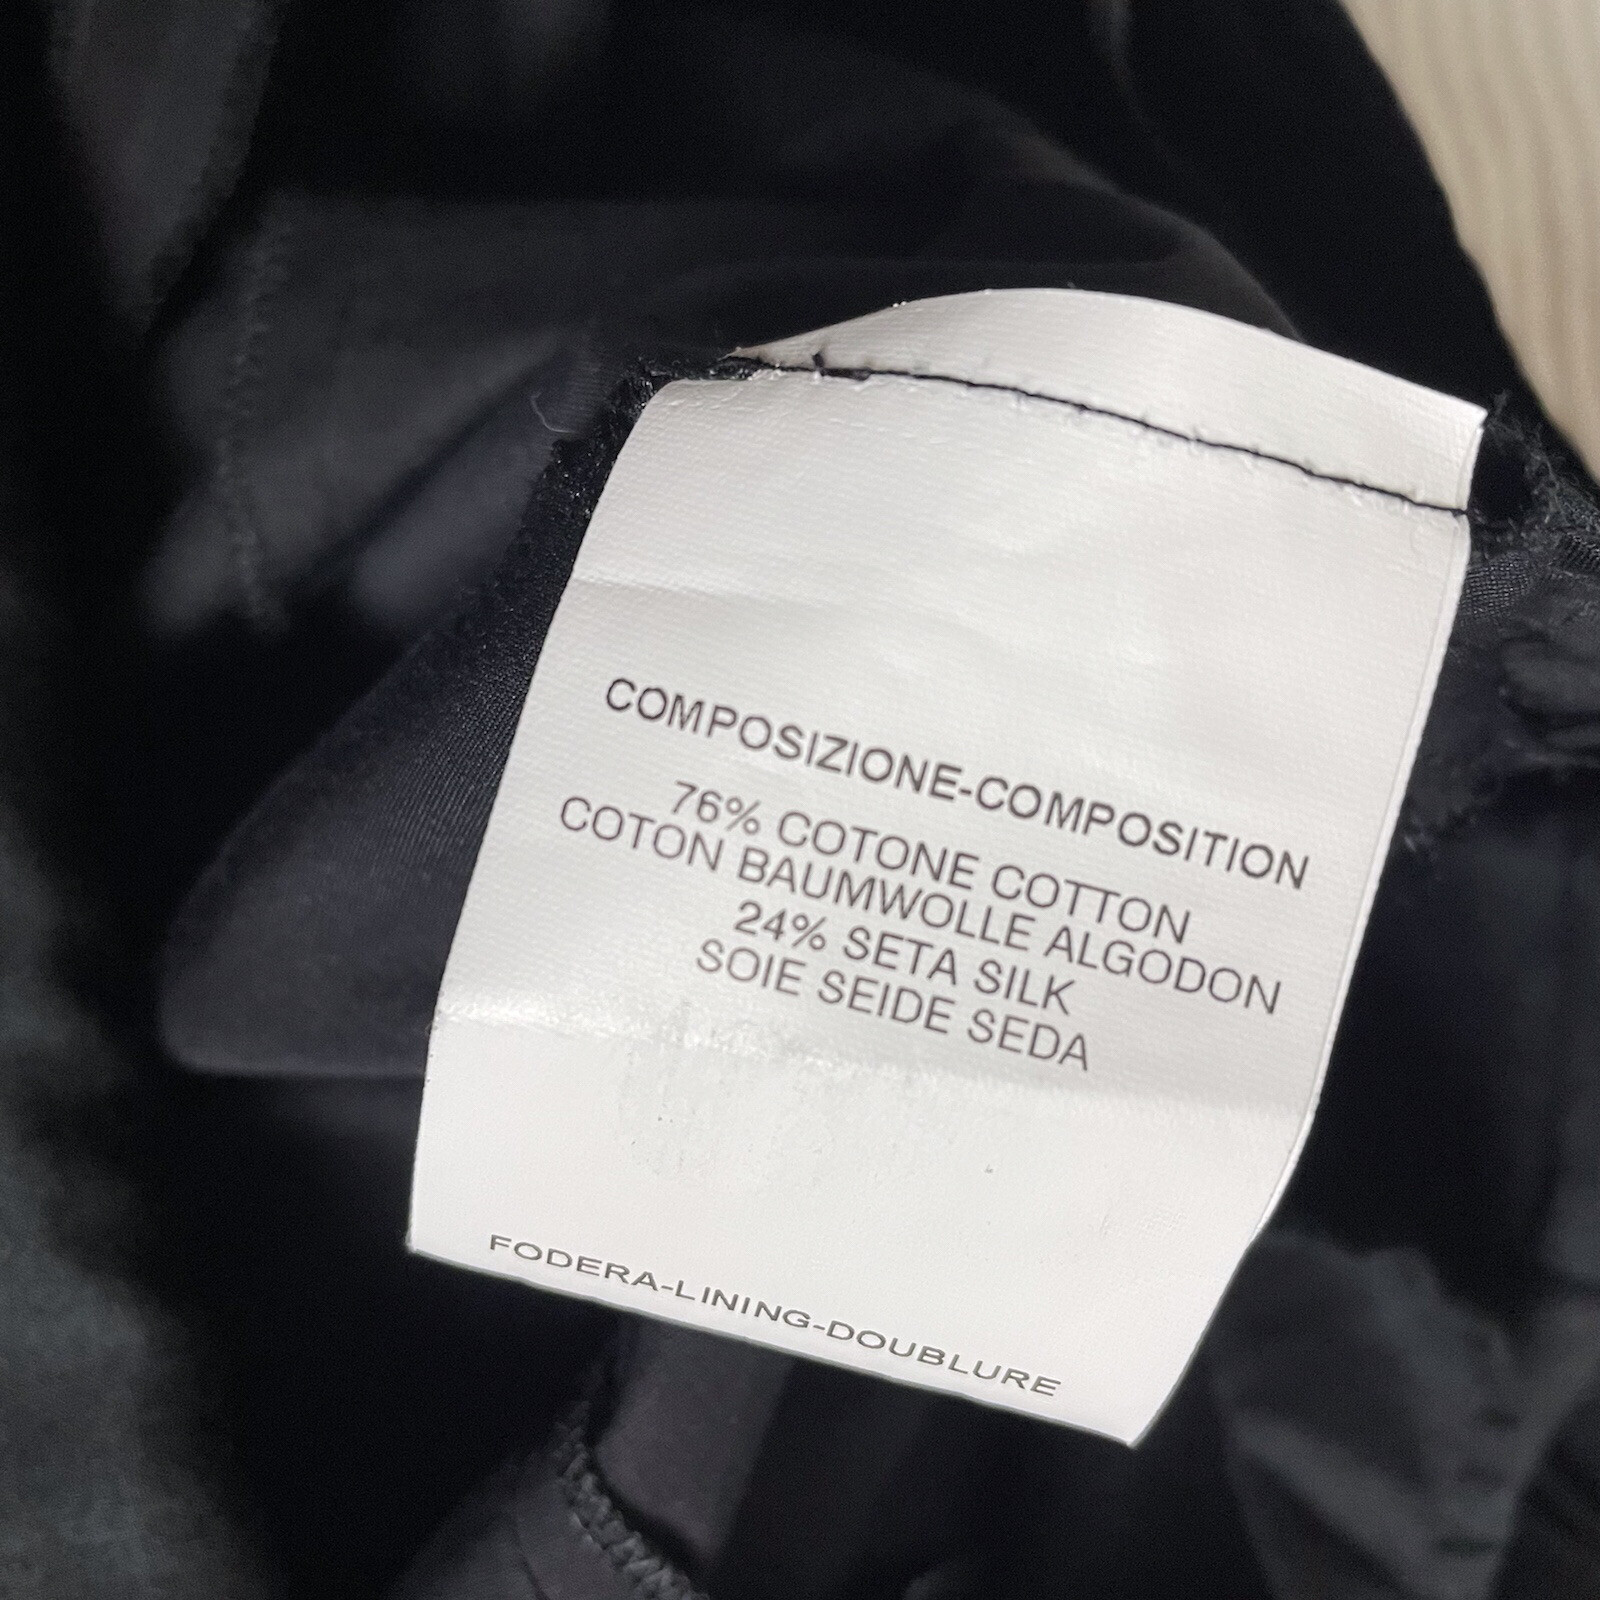 COMPOSIZIONE-COMPOSITION
76% COTONE COTTON
COTON BAUMWOLLE ALGODON
24% SETA SILK
SOIE SEIDE SEDA
FODERA-LINING-DOUBLURE